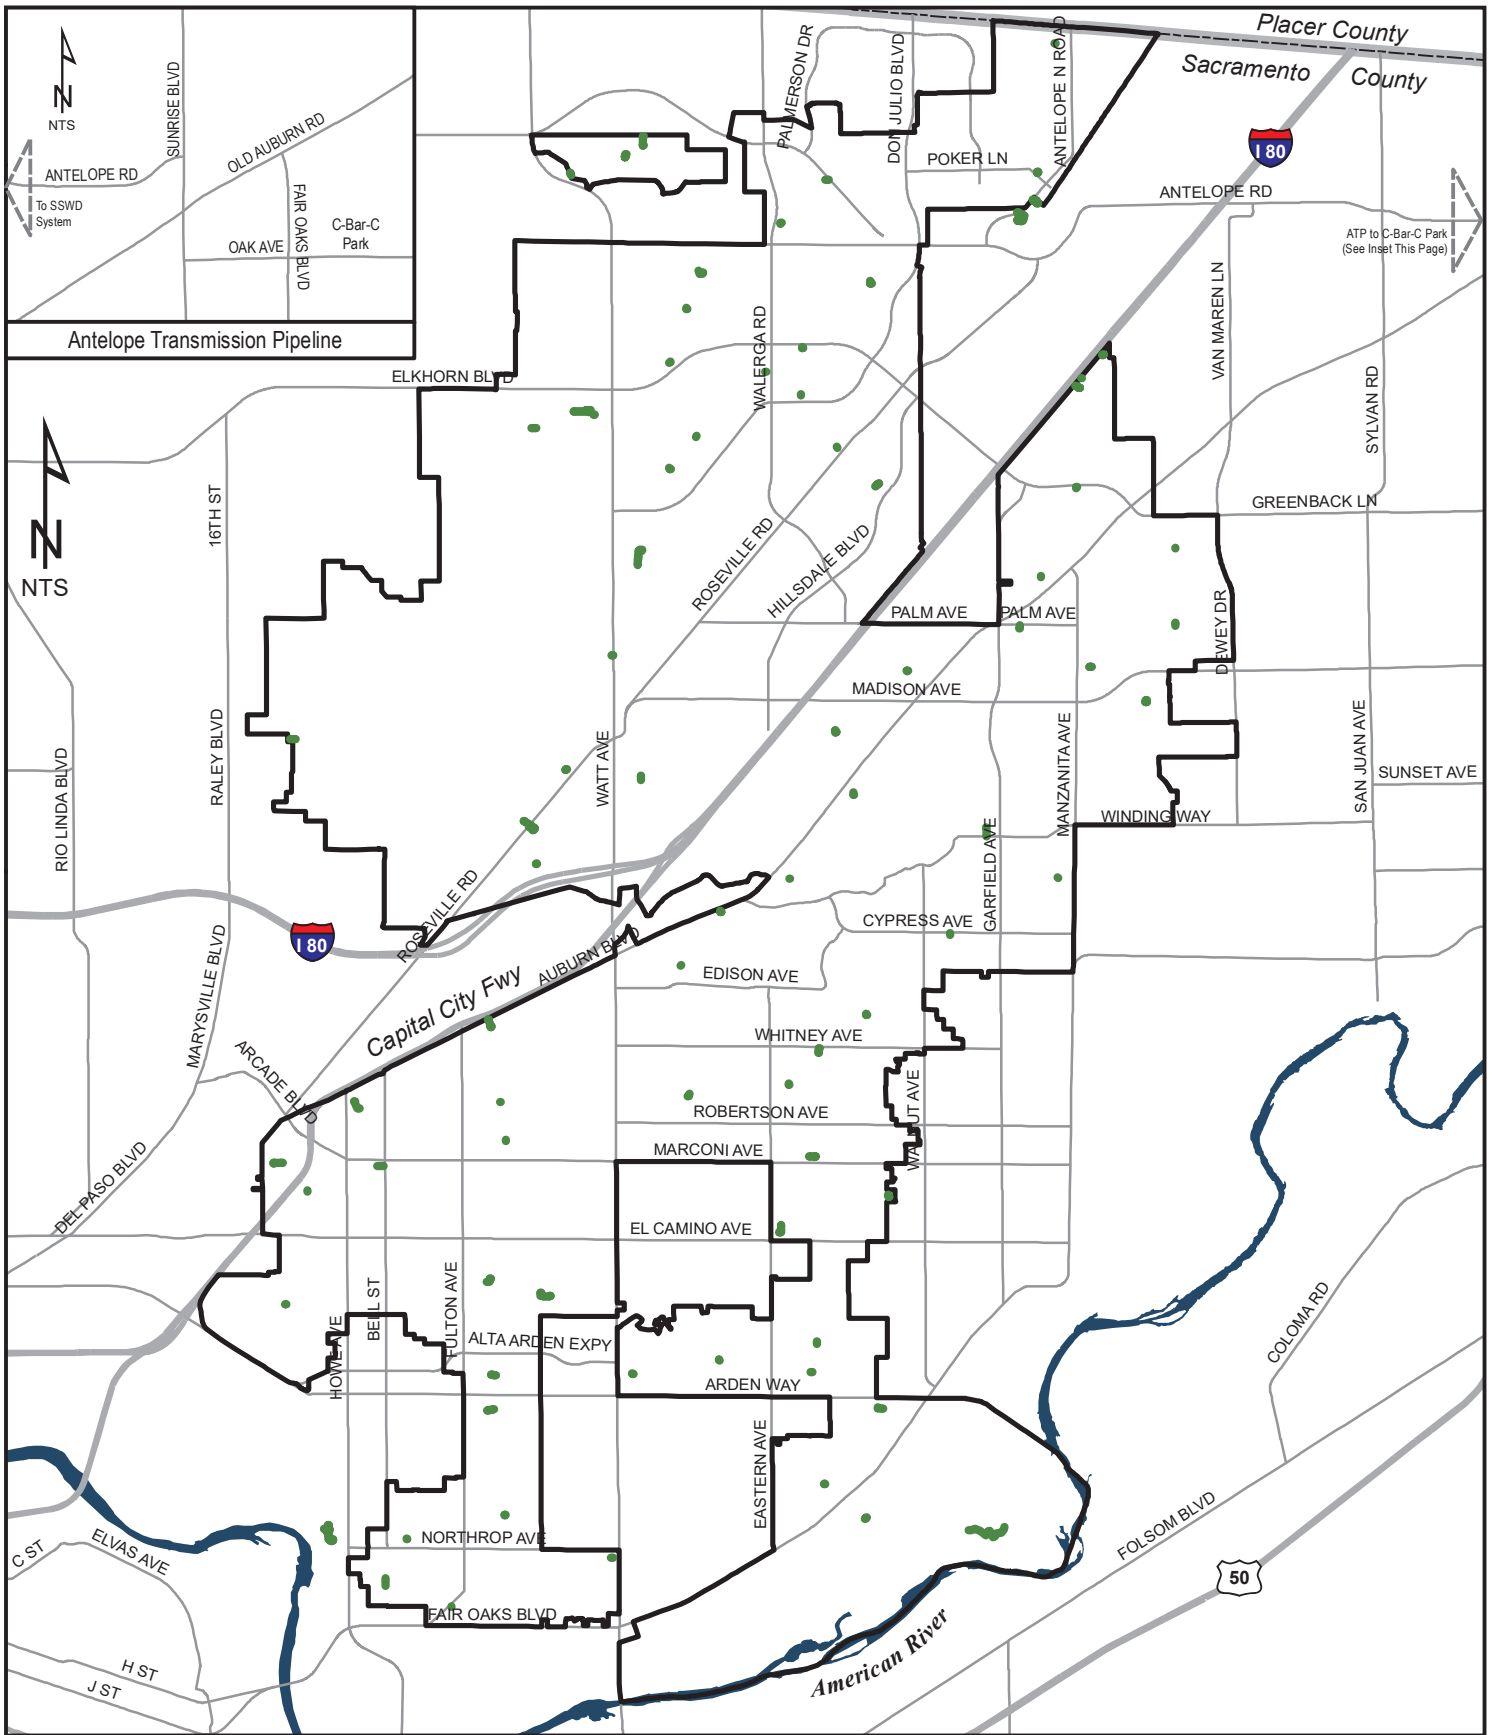 Placer County
Sacramento County
N
NTS
SUNRISE BLVD
OLD AUBURN RD
ANTELOPE RD
To SSWD
System
FAIR OAKS BLVD
C-Bar-C
Park
OAK AVE
Antelope Transmission Pipeline
PALMERSON DR
DON JULIO BLVD
ANTELOPE N ROAD
I 80
POKER LN
ANTELOPE RD
ATP to C-Bar-C Park
(See Inset This Page)
VAN MAREN LN
WALERGA RD
SYLVAN RD
ELKHORN BLVD
N
NTS
16TH ST
GREENBACK LN
ROSEVILLE RD
HILLSDALE BLVD
PALM AVE
PALM AVE
DEWEY DR
MADISON AVE
RIO LINDA BLVD
RALEY BLVD
WATT AVE
MANZANITA AVE
SAN JUAN AVE
SUNSET AVE
WINDING WAY
GARFIELD AVE
ROSEVILLE RD
I 80
CYPRESS AVE
AUBURN BLVD
EDISON AVE
MARYSVILLE BLVD
Capital City Fwy
WHITNEY AVE
ARCADE BLVD
WALNUT AVE
ROBERTSON AVE
MARCONI AVE
DEL PASO BLVD
EL CAMINO AVE
BELL ST
FULTON AVE
HOWE AVE
ALTA ARDEN EXPY
COLOMA RD
ARDEN WAY
EASTERN AVE
FOLSOM BLVD
NORTHROP AVE
C ST
ELVAS AVE
50
FAIR OAKS BLVD
American River
H ST
J ST